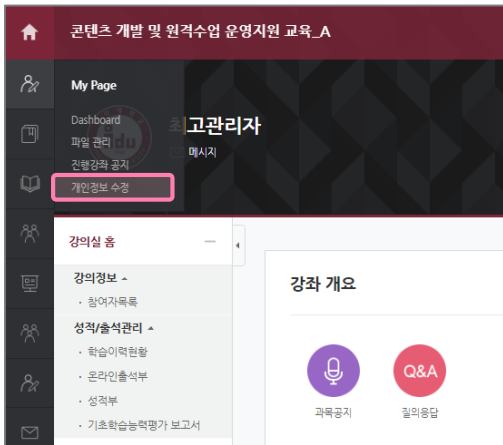 콘텐츠 개발 및 원격수업 운영지원 교육_A
My Page
Dashboard
파일 관리
진행강좌 공지
개인정보 수정
최고관리자
메시지
강의실 홈
강의정보
참여자목록
성적/출석관리
학습이력현황
온라인출석부
성적부
기초학습능력평가 보고서
강좌 개요
Q&A
과목공지
질의응답